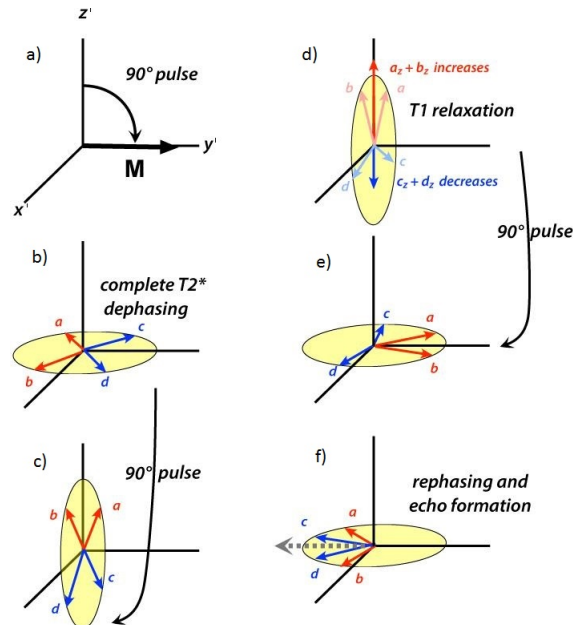 a)
z'
90° pulse
y'
M
x'
b)
complete T2*
dephasing
a
c
b
d
c)
90° pulse
b
a
c
d
d)
a_z + b_z increases
b
a
T1 relaxation
c
d
c_z + d_z decreases
90° pulse
e)
c
a
d
b
f)
rephasing and
echo formation
c
a
d
b